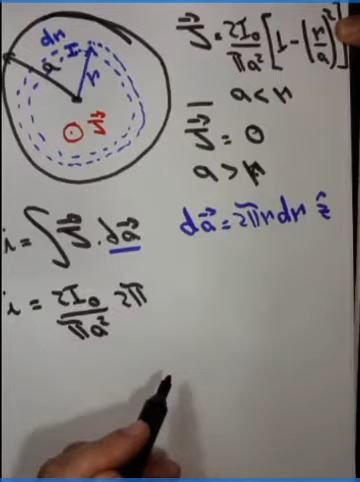 dr
I
a
r
⊙ J⃗
J⃗ = 2I₀/πa² [1 - (r/a)²]
a < r
J⃗ = 0
a > r
i = ∫ J⃗ · da⃗
da⃗ = 2πr dr ẑ
i = 2I₀/πa² 2π